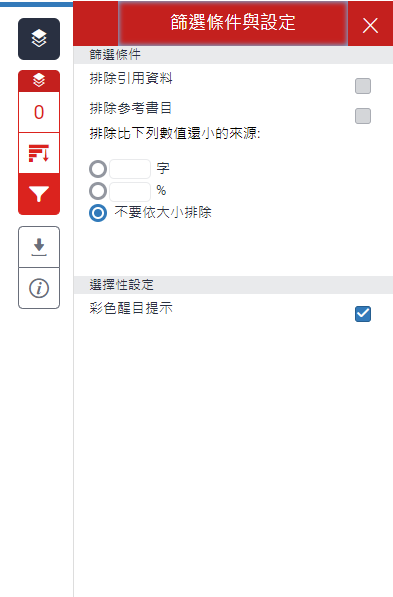 篩選條件與設定
篩選條件
排除引用資料
0
排除參考書目
排除比下列數值還小的來源:
字
%
不要依大小排除
選擇性設定
彩色醒目提示